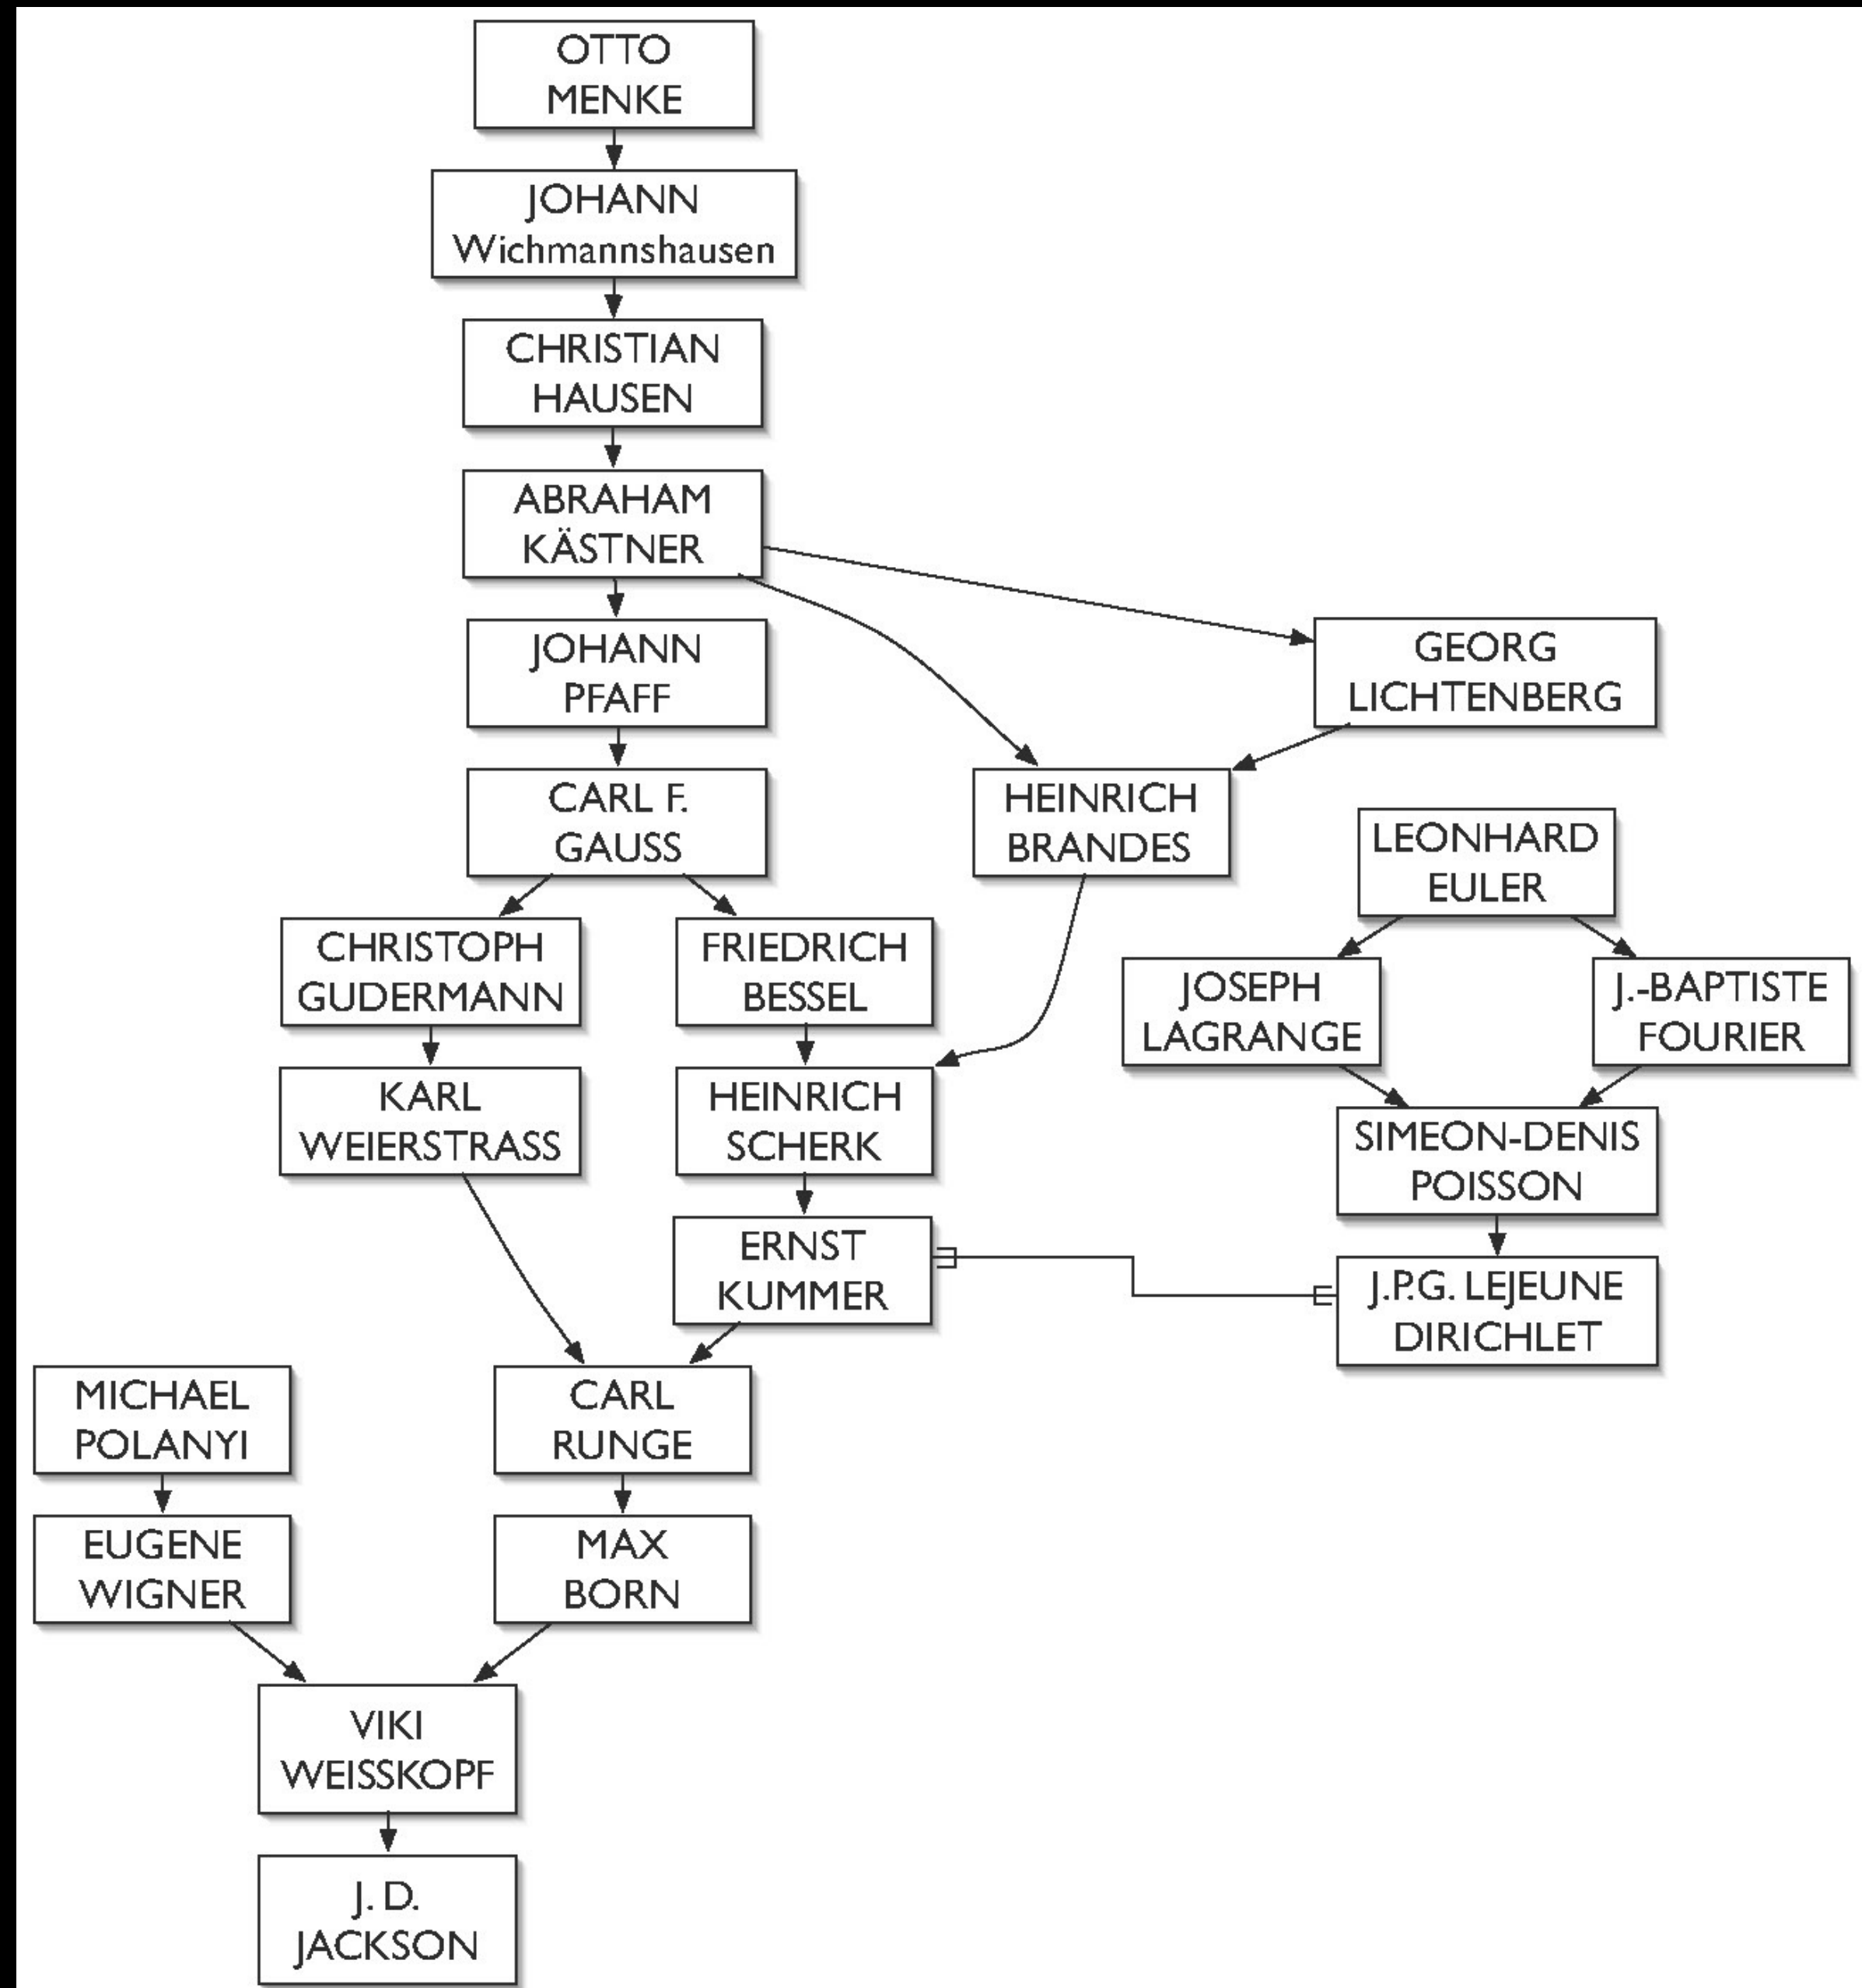 OTTO
MENKE
JOHANN
Wichmannshausen
CHRISTIAN
HAUSEN
ABRAHAM
KÄSTNER
JOHANN
PFAFF
GEORG
LICHTENBERG
CARL F.
GAUSS
HEINRICH
BRANDES
LEONHARD
EULER
CHRISTOPH
GUDERMANN
FRIEDRICH
BESSEL
JOSEPH
LAGRANGE
J.-BAPTISTE
FOURIER
KARL
WEIERSTRASS
HEINRICH
SCHERK
SIMEON-DENIS
POISSON
ERNST
KUMMER
J.P.G. LEJEUNE
DIRICHLET
MICHAEL
POLANYI
CARL
RUNGE
EUGENE
WIGNER
MAX
BORN
VIKI
WEISSKOPF
J. D.
JACKSON